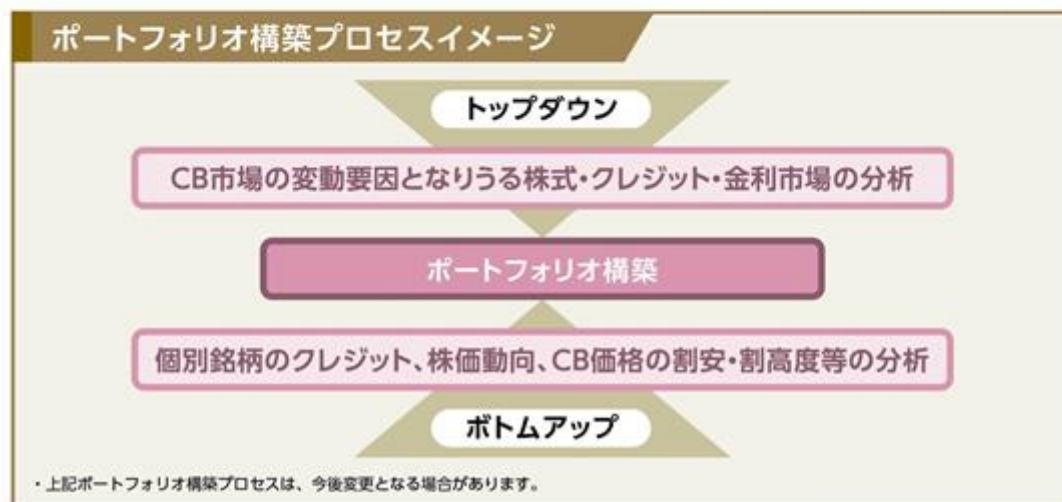 ポートフォリオ構築プロセスイメージ
トップダウン
CB市場の変動要因となりうる株式・クレジット・金利市場の分析
ポートフォリオ構築
個別銘柄のクレジット、株価動向、CB価格の割安・割高度等の分析
ボトムアップ
・上記ポートフォリオ構築プロセスは、今後変更となる場合があります。